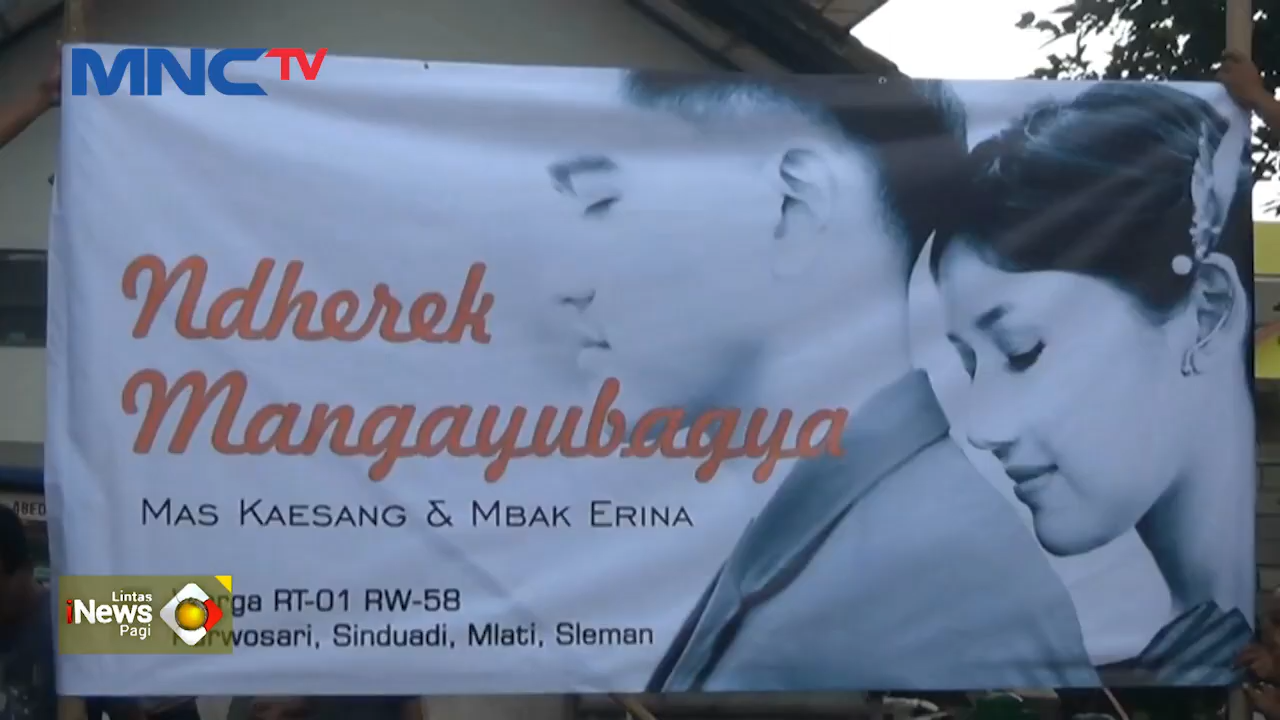 MNCTV
Ndherek
Mangayubagya
MAS KAESANG & MBAK ERINA
RT-01 RW-58
Sinduadi, Mlati, Sleman
Lintas
iNews
Pagi